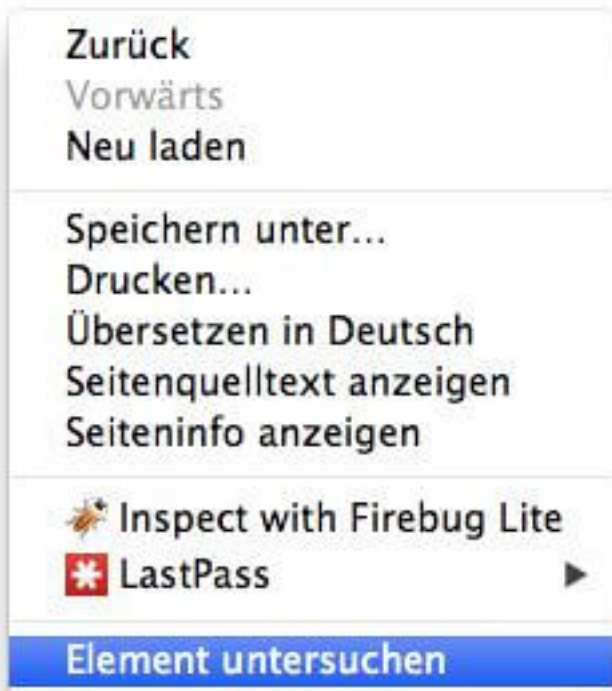 Zurück
Vorwärts
Neu laden
Speichern unter...
Drucken...
Übersetzen in Deutsch
Seitenquelltext anzeigen
Seiteninfo anzeigen
Inspect with Firebug Lite
LastPass
Element untersuchen